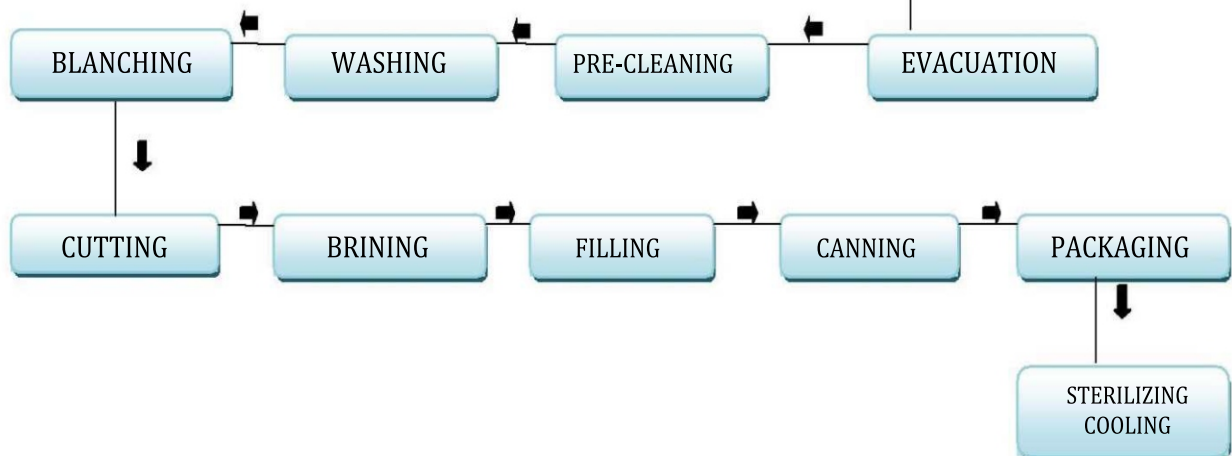 BLANCHING
WASHING
PRE-CLEANING
EVACUATION
CUTTING
BRINING
FILLING
CANNING
PACKAGING
STERILIZING
COOLING